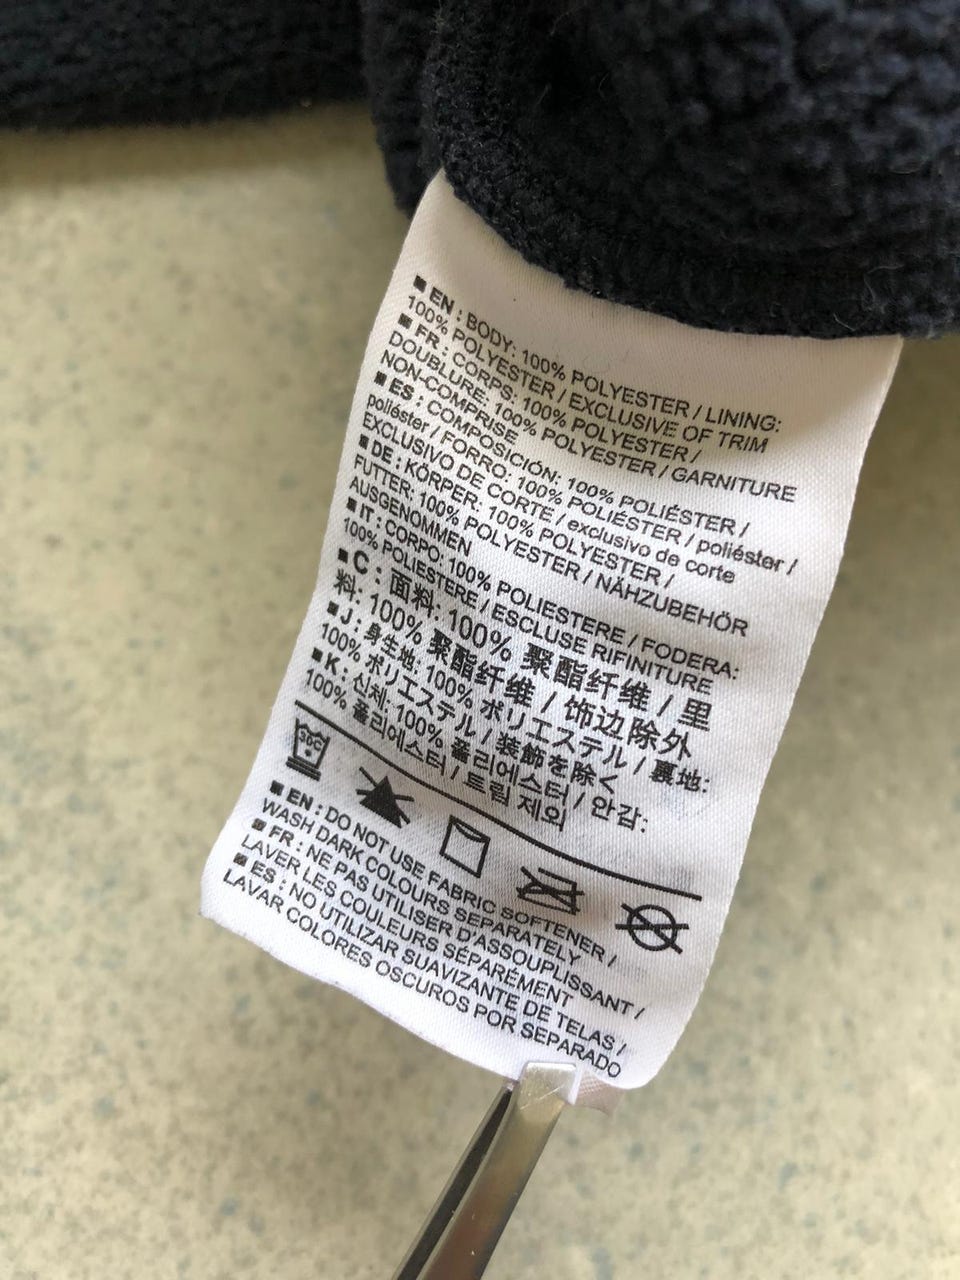 ■ EN : BODY: 100% POLYESTER / LINING:
100% POLYESTER / EXCLUSIVE OF TRIM
■ FR : CORPS: 100% POLYESTER /
DOUBLURE: 100% POLYESTER / GARNITURE
NON-COMPRISE
■ ES : COMPOSICIÓN: 100% POLIÉSTER /
poliéster / FORRO: 100% POLIÉSTER / poliéster /
EXCLUSIVO DE CORTE / exclusivo de corte
■ DE : KÖRPER: 100% POLYESTER /
FUTTER: 100% POLYESTER / NÄHZUBEHÖR
AUSGENOMMEN
■ IT : CORPO: 100% POLIESTERE / FODERA:
100% POLIESTERE / ESCLUSE RIFINITURE
■ C : 面料: 100% 聚酯纤维 / 里
料: 100% 聚酯纤维 / 饰边除外
■ J : 身生地: 100% ポリエステル / 裏地:
100% ポリエステル / 装飾を除く
■ K : 신체: 100% 폴리에스터 / 안감:
100% 폴리에스터 / 트림 제외
SDC
■ EN : DO NOT USE FABRIC SOFTENER /
WASH DARK COLOURS SEPARATELY
■ FR : NE PAS UTILISER D'ASSOUPLISSANT /
LAVER LES COULEURS SÉPARÉMENT
■ ES : NO UTILIZAR SUAVIZANTE DE TELAS /
LAVAR COLORES OSCUROS POR SEPARADO